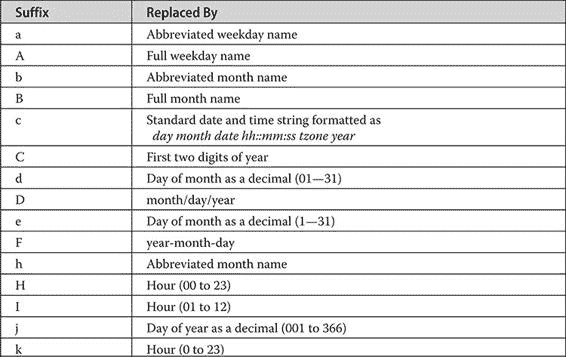 Suffix Replaced By
a Abbreviated weekday name
A Full weekday name
b Abbreviated month name
B Full month name
c Standard date and time string formatted as
day month date hh::mm:ss tzone year
C First two digits of year
d Day of month as a decimal (01—31)
D month/day/year
e Day of month as a decimal (1—31)
F year-month-day
h Abbreviated month name
H Hour (00 to 23)
I Hour (01 to 12)
j Day of year as a decimal (001 to 366)
k Hour (0 to 23)